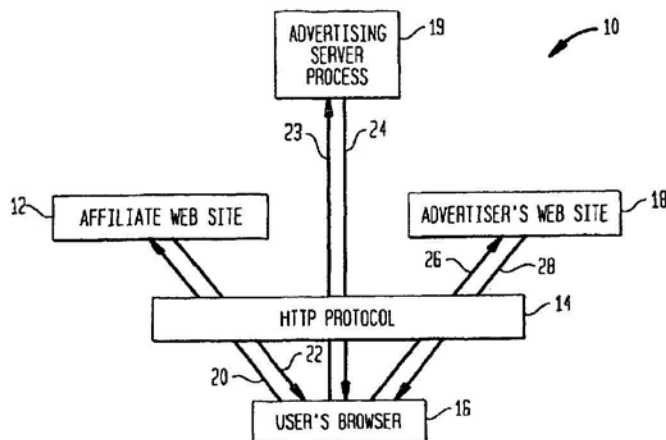 ADVERTISING
SERVER
PROCESS
19
10
23
24
12
AFFILIATE WEB SITE
ADVERTISER'S WEB SITE
18
26
28
HTTP PROTOCOL
14
20
22
USER'S BROWSER
16